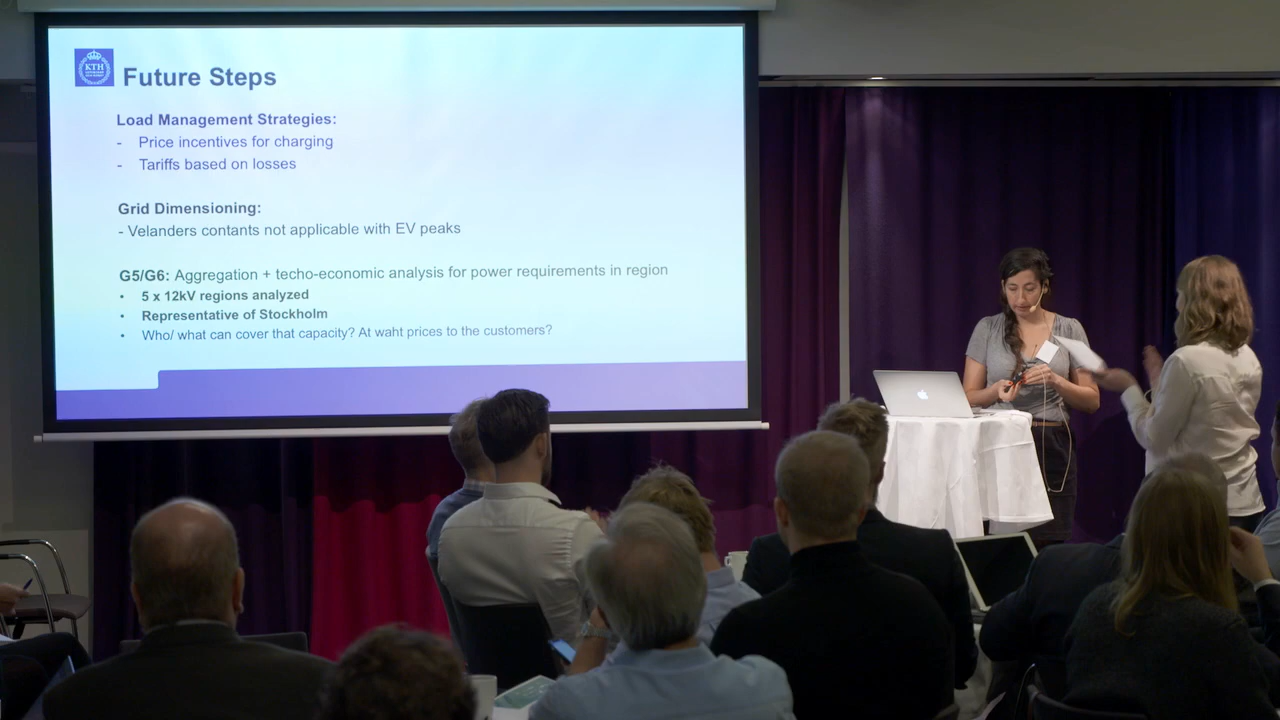 KTH
Future Steps
Load Management Strategies:
- Price incentives for charging
- Tariffs based on losses
Grid Dimensioning:
- Velanders contants not applicable with EV peaks
G5/G6: Aggregation + techo-economic analysis for power requirements in region
• 5 x 12kV regions analyzed
• Representative of Stockholm
• Who/ what can cover that capacity? At waht prices to the customers?